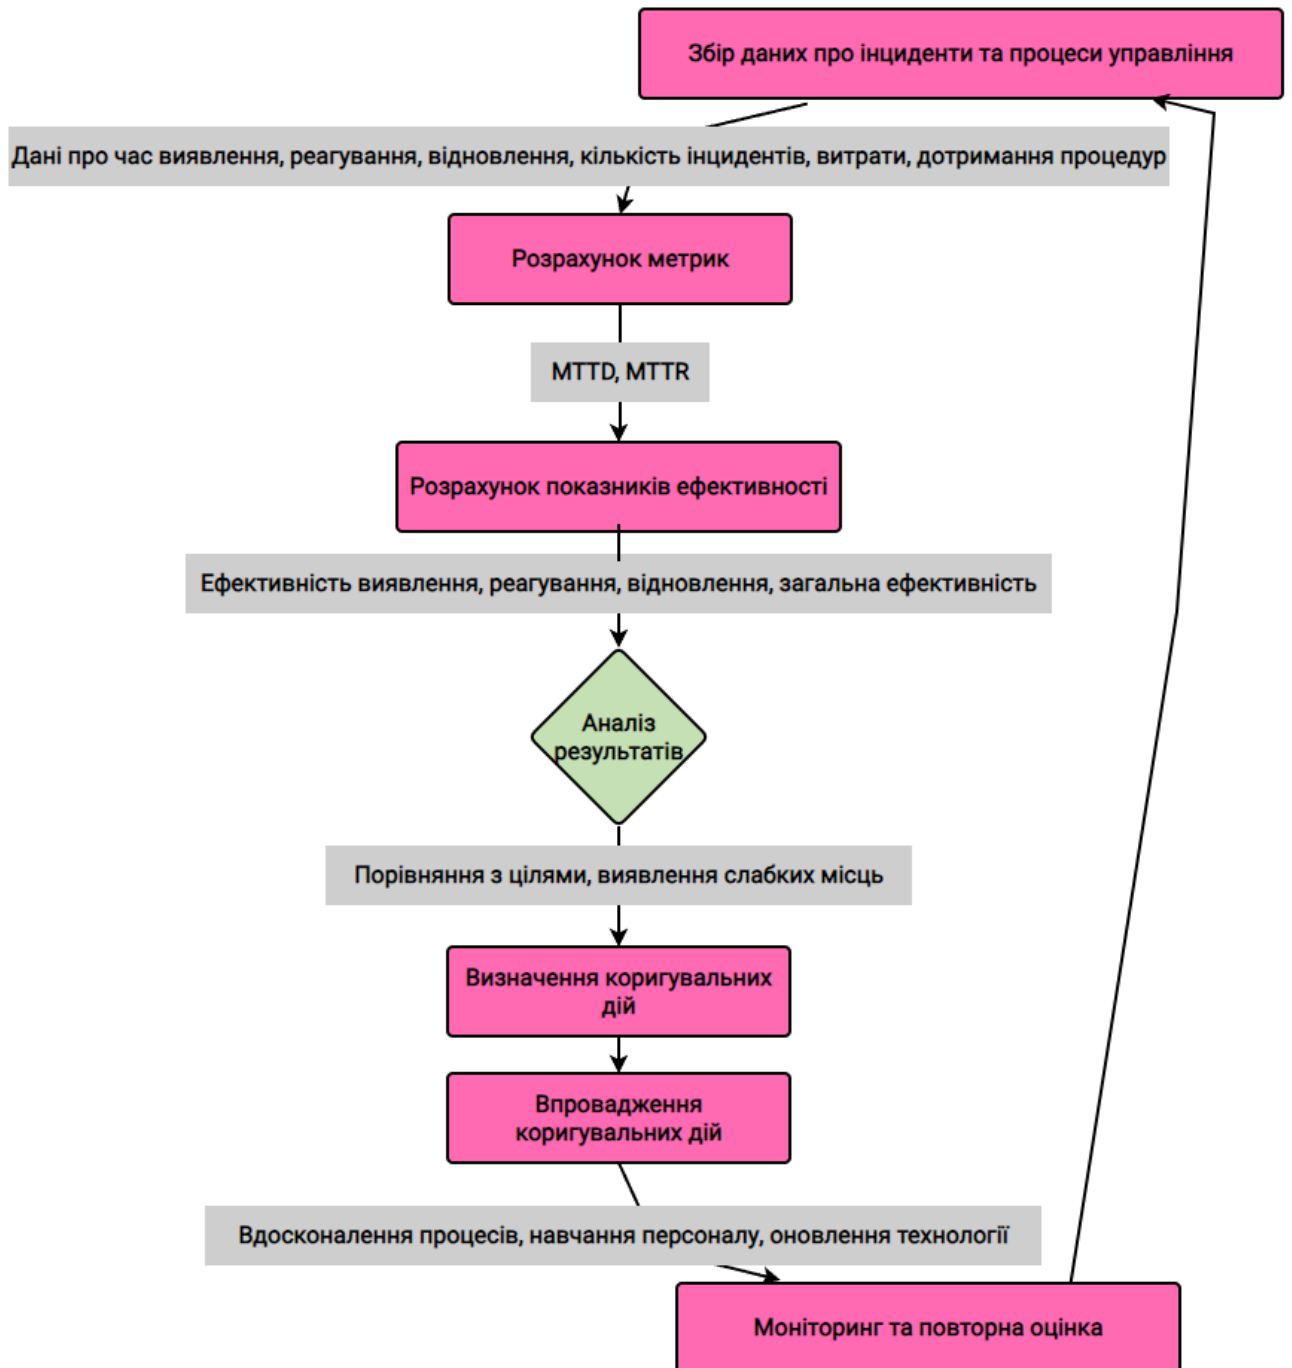 Збір даних про інциденти та процеси управління
Дані про час виявлення, реагування, відновлення, кількість інцидентів, витрати, дотримання процедур
Розрахунок метрик
MTTD, MTTR
Розрахунок показників ефективності
Ефективність виявлення, реагування, відновлення, загальна ефективність
Аналіз
результатів
Порівняння з цілями, виявлення слабких місць
Визначення коригувальних
дій
Впровадження
коригувальних дій
Вдосконалення процесів, навчання персоналу, оновлення технології
Моніторинг та повторна оцінка